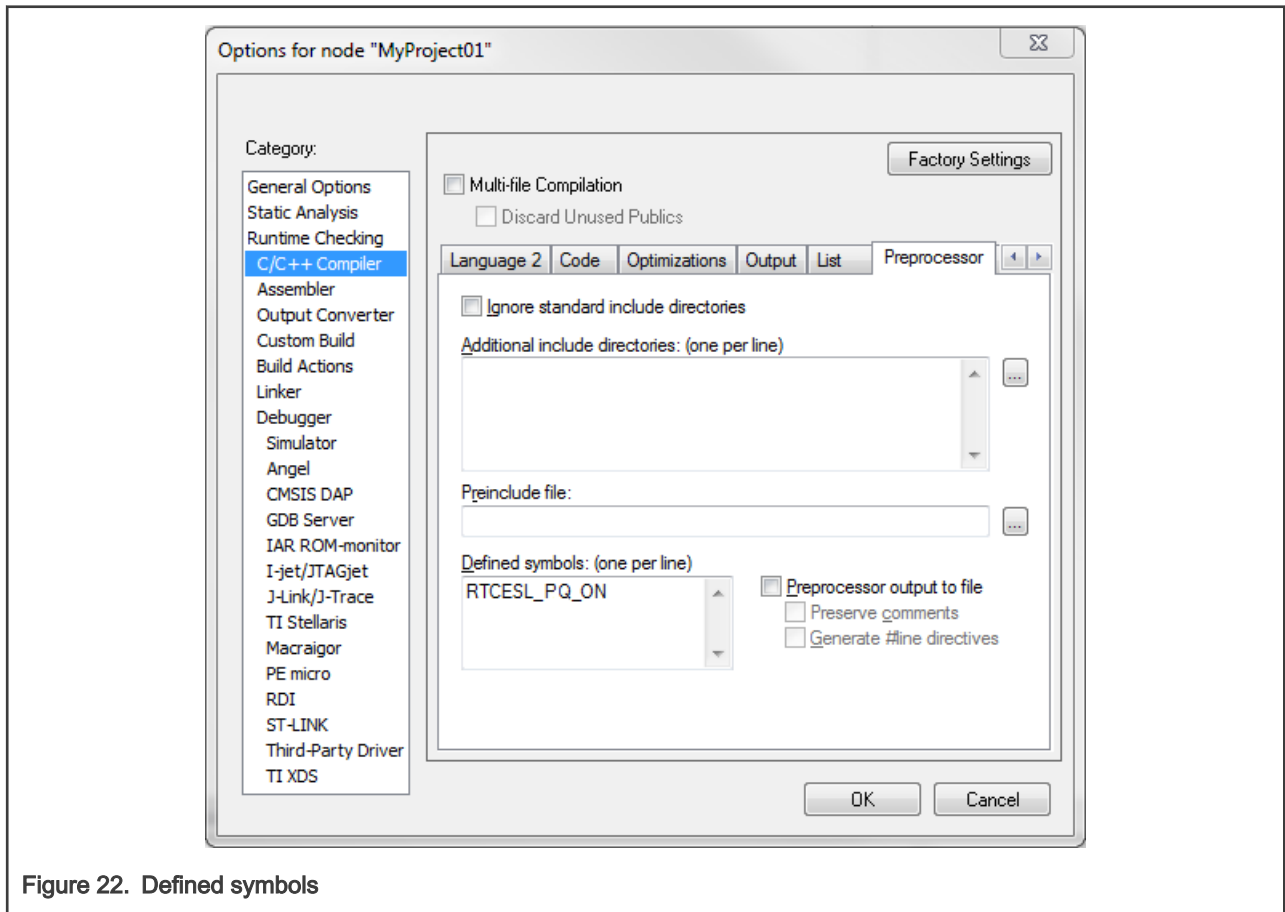 Options for node "MyProject01"
Category:
General Options
Static Analysis
Runtime Checking
C/C++ Compiler
Assembler
Output Converter
Custom Build
Build Actions
Linker
Debugger
Simulator
Angel
CMSIS DAP
GDB Server
IAR ROM-monitor
I-jet/JTAGjet
J-Link/J-Trace
TI Stellaris
Macraigor
PE micro
RDI
ST-LINK
Third-Party Driver
TI XDS
Factory Settings
Multi-file Compilation
Discard Unused Publics
Language 2 Code Optimizations Output List Preprocessor
Ignore standard include directories
Additional include directories: (one per line)
...
Preinclude file:
...
Defined symbols: (one per line)
RTCESL_PQ_ON
Preprocessor output to file
Preserve comments
Generate #line directives
OK Cancel
Figure 22. Defined symbols